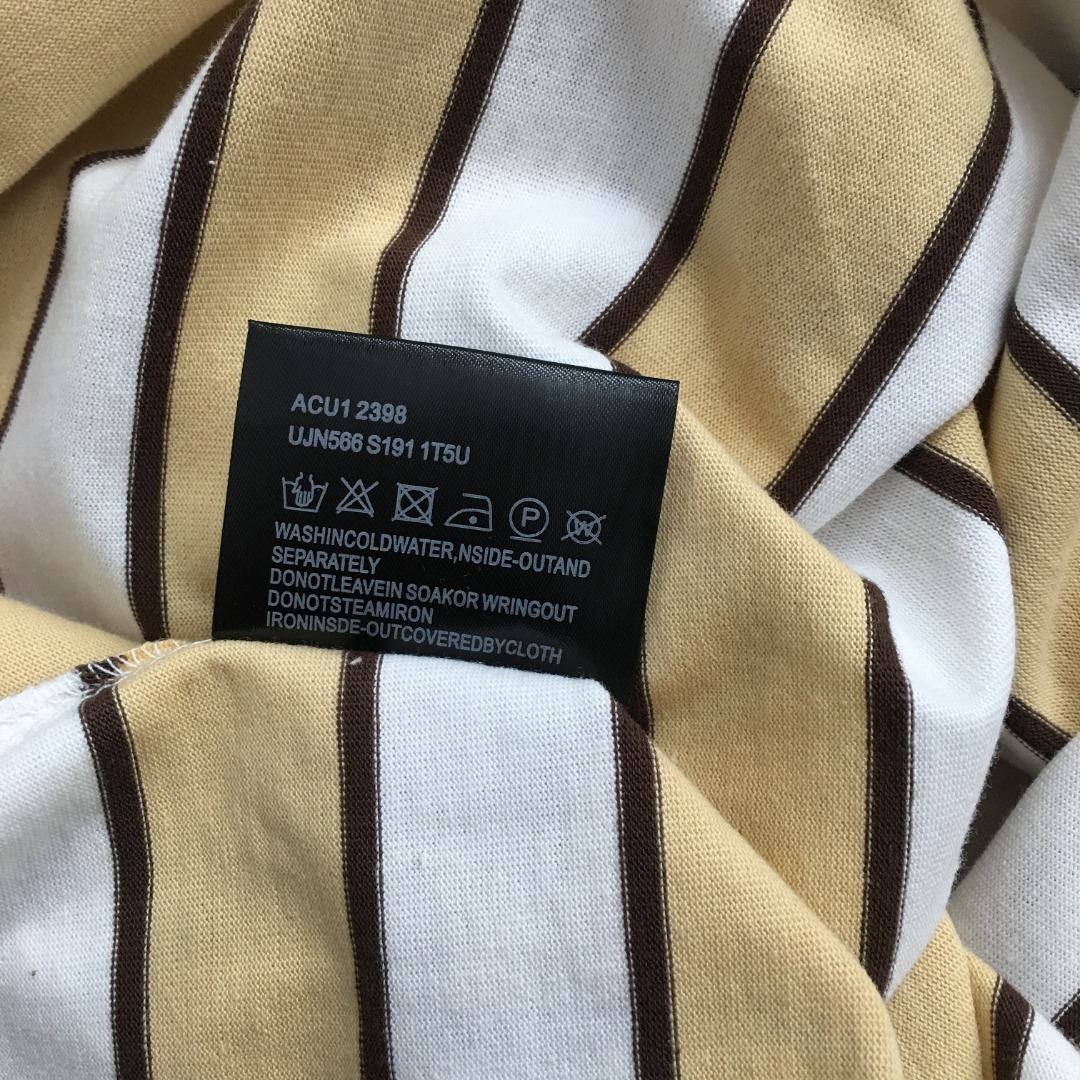 ACU1 2398
UJN566 S191 1T5U
P W
WASHINCOLDWATER,NSIDE-OUTAND
SEPARATELY
DONOTLEAVEIN SOAKOR WRINGOUT
DONOTSTEAMIRON
IRONINSDE-OUTCOVEREDBYCLOTH